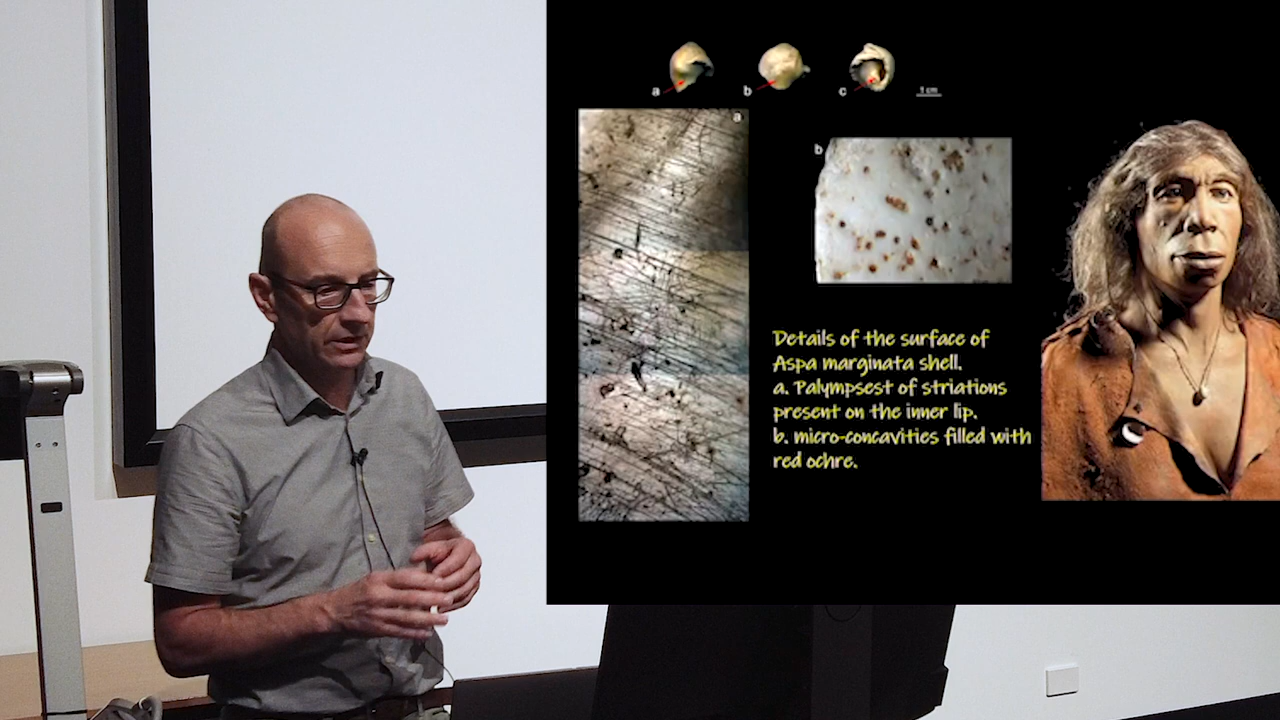 a
b
c
1 cm
a
b
Details of the surface of
Aspa marginata shell.
a. Palympsest of striations
present on the inner lip.
b. micro-concavities filled with
red ochre.